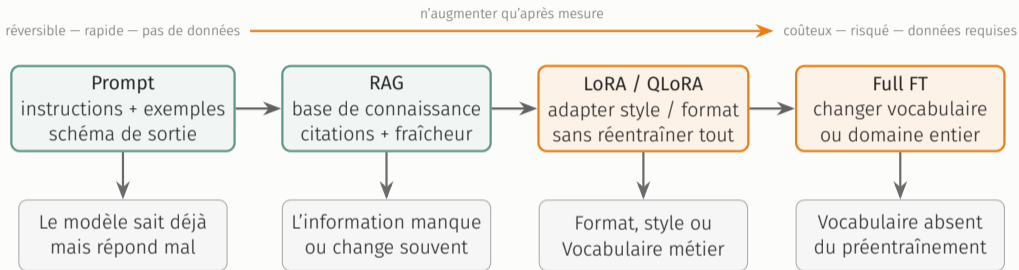 n'augmenter qu'après mesure
réversible — rapide — pas de données
coûteux — risqué — données requises
Prompt
instructions + exemples
schéma de sortie
RAG
base de connaissance
citations + fraîcheur
LoRA / QLoRA
adapter style / format
sans réentraîner tout
Full FT
changer vocabulaire
ou domaine entier
Le modèle sait déjà
mais répond mal
L'information manque
ou change souvent
Format, style ou
Vocabulaire métier
Vocabulaire absent
du préentraînement